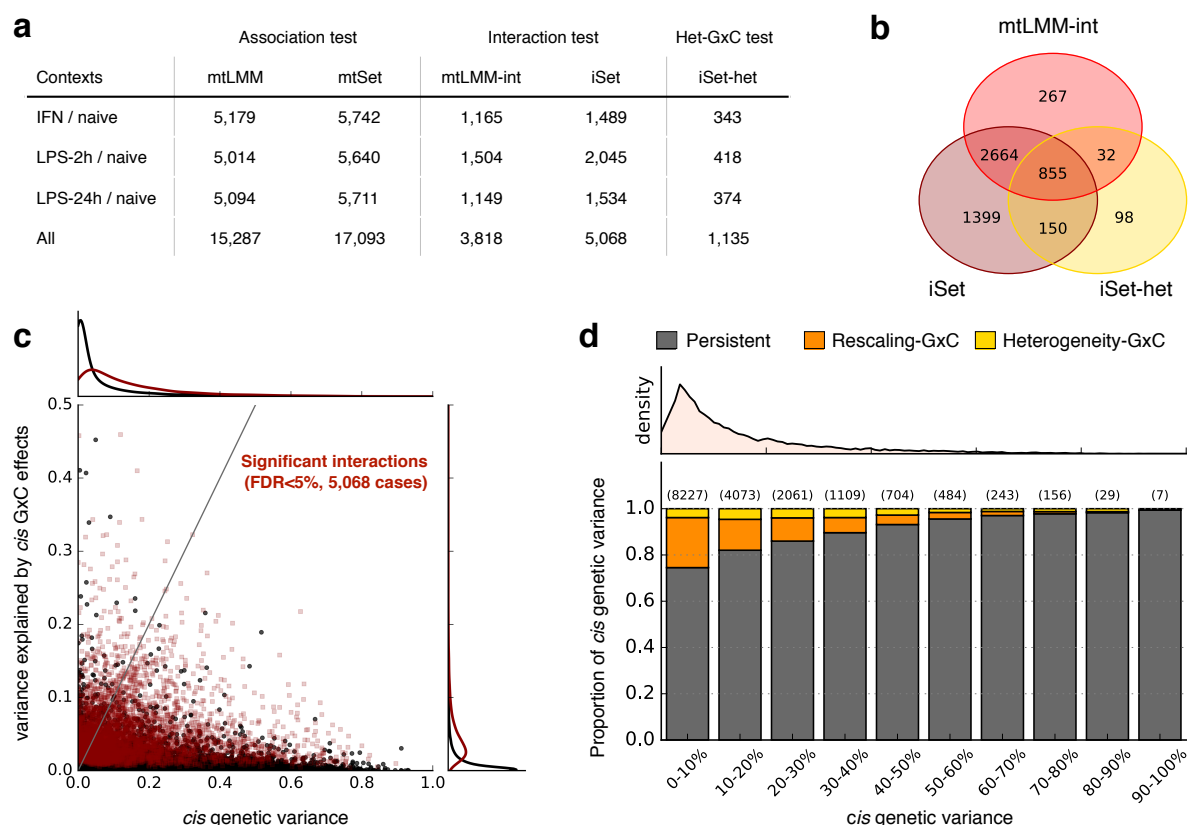 a
Association test Interaction test Het-GxC test
Contexts mtLMM mtSet mtLMM-int iSet iSet-het
IFN / naive 5,179 5,742 1,165 1,489 343
LPS-2h / naive 5,014 5,640 1,504 2,045 418
LPS-24h / naive 5,094 5,711 1,149 1,534 374
All 15,287 17,093 3,818 5,068 1,135
b
mtLMM-int
267
2664 32
855
1399 150 98
iSet iSet-het
c
0.5
0.4
0.3
0.2
0.1
0.0
variance explained by cis GxC effects
Significant interactions
(FDR<5%, 5,068 cases)
0.0 0.2 0.4 0.6 0.8 1.0
cis genetic variance
d
Persistent Rescaling-GxC Heterogeneity-GxC
density
(8227) (4073) (2061) (1109) (704) (484) (243) (156) (29) (7)
1.0
0.8
0.6
0.4
0.2
0.0
Proportion of cis genetic variance
0-10% 10-20% 20-30% 30-40% 40-50% 50-60% 60-70% 70-80% 80-90% 90-100%
cis genetic variance